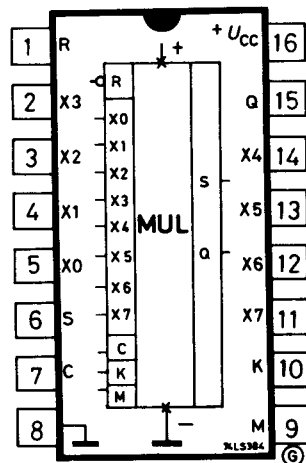 1 R + UCC 16
2 X3 Q 15
3 X2 X4 14
4 X1 X5 13
5 X0 X6 12
6 S X7 11
7 C K 10
8 M 9
+
R
X0
X1
X2
X3
X4
X5
X6
X7
C
K
M
MUL
S
Q
−
74LS384
G